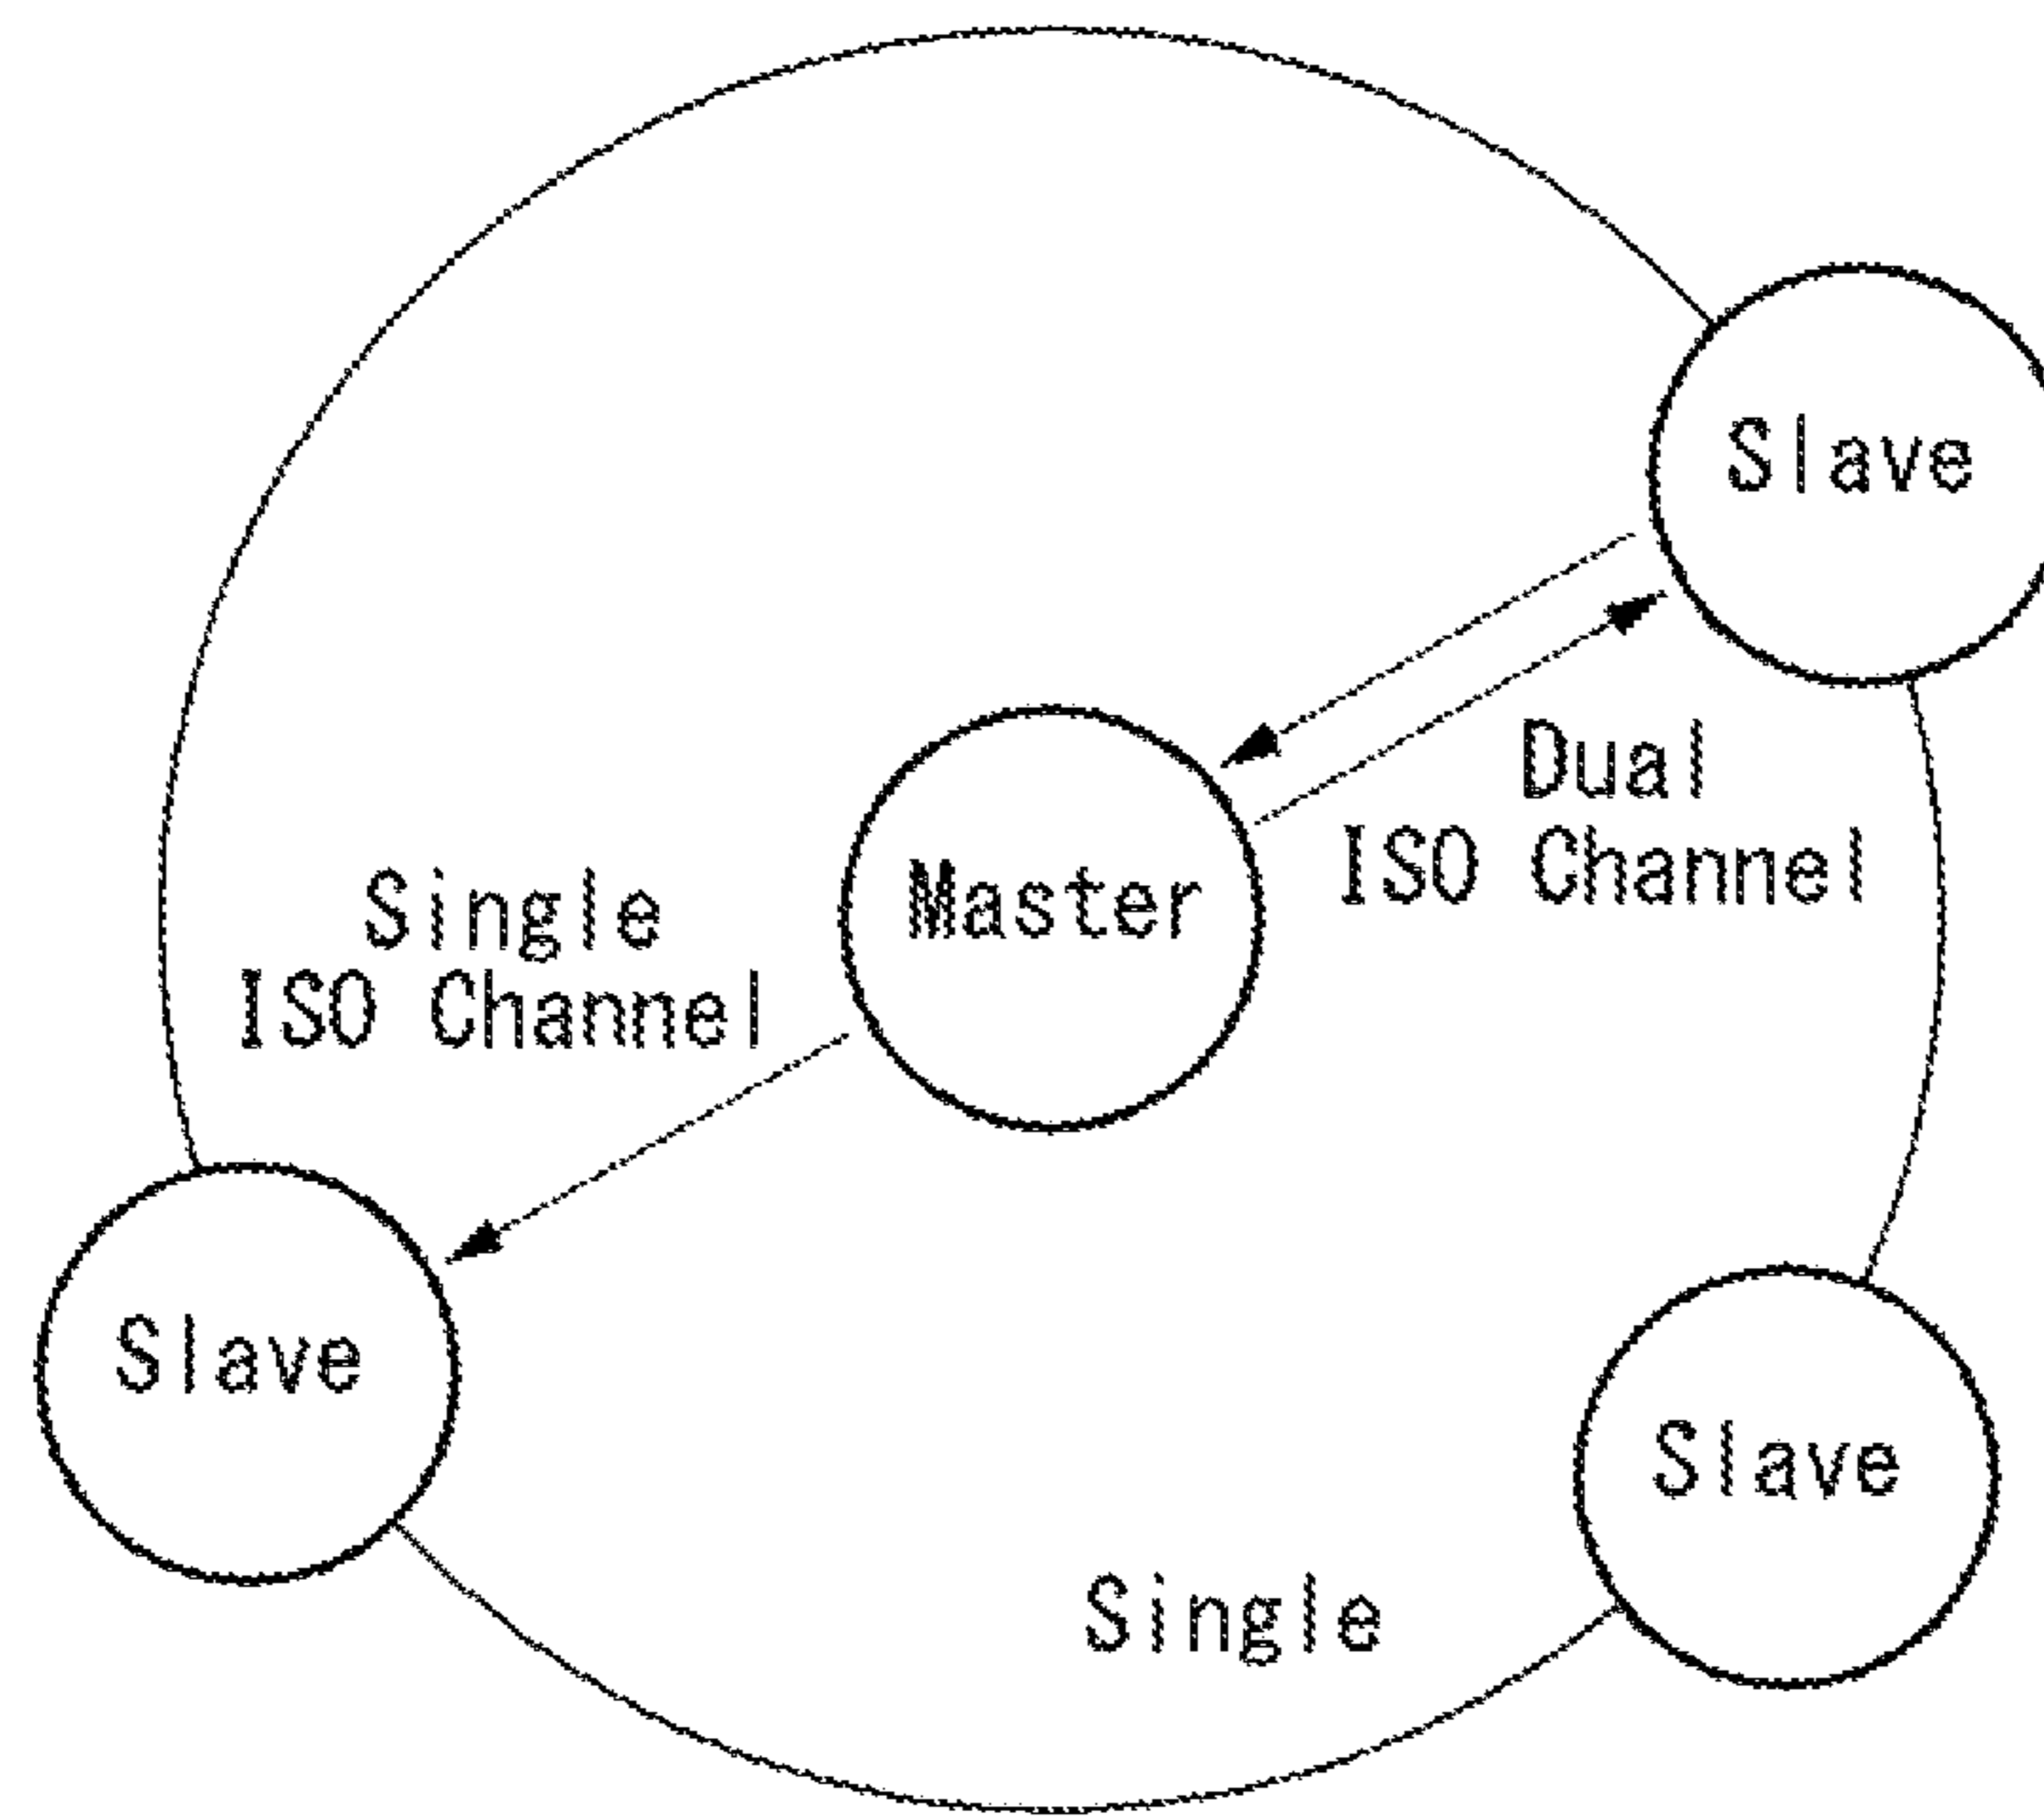 Slave
Dual
ISO Channel
Master
Single
ISO Channel
Slave
Slave
Single